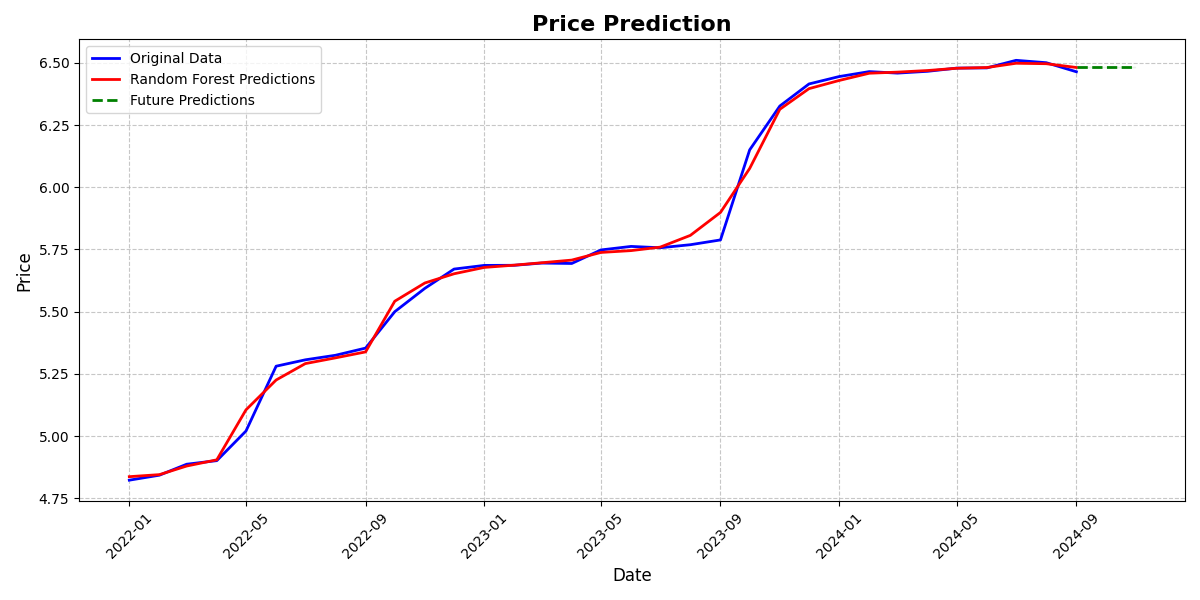 Price Prediction
Original Data
Random Forest Predictions
Future Predictions
Price
6.50
6.25
6.00
5.75
5.50
5.25
5.00
4.75
2022-01
2022-05
2022-09
2023-01
2023-05
2023-09
2024-01
2024-05
2024-09
Date